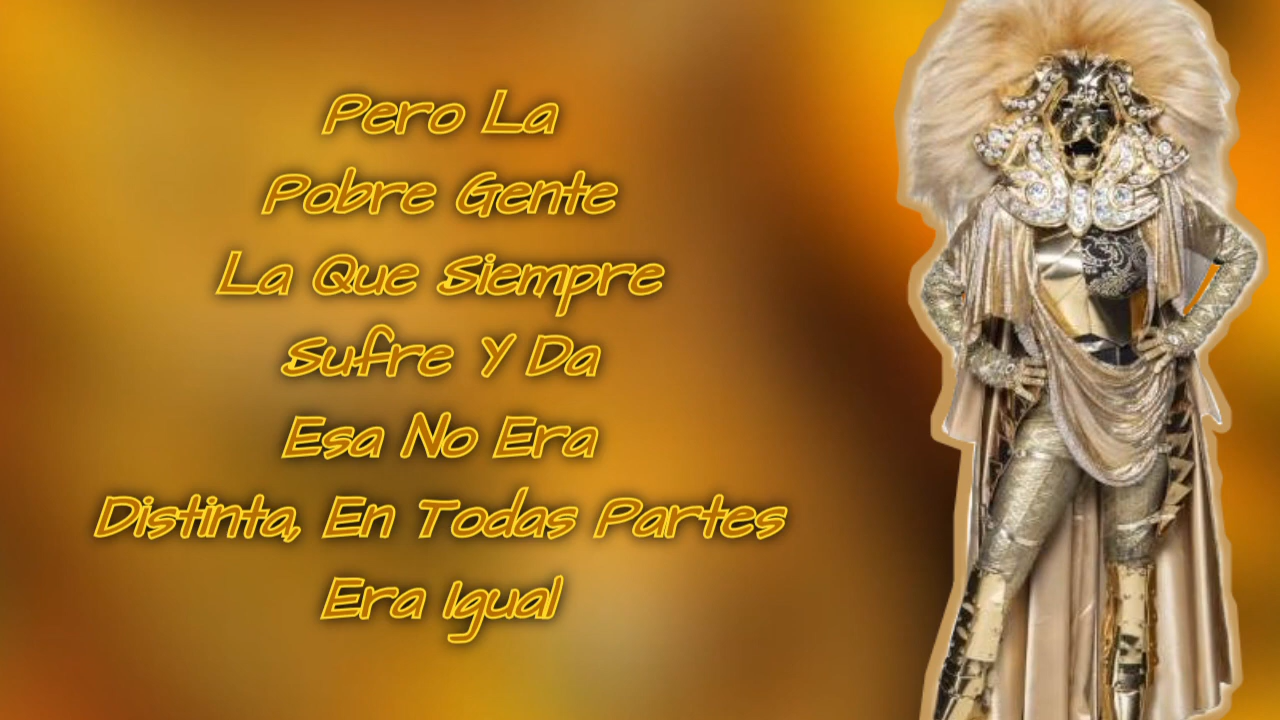 Pero La
Pobre Gente
La Que Siempre
Sufre Y Da
Esa No Era
Distinta, En Todas Partes
Era Igual